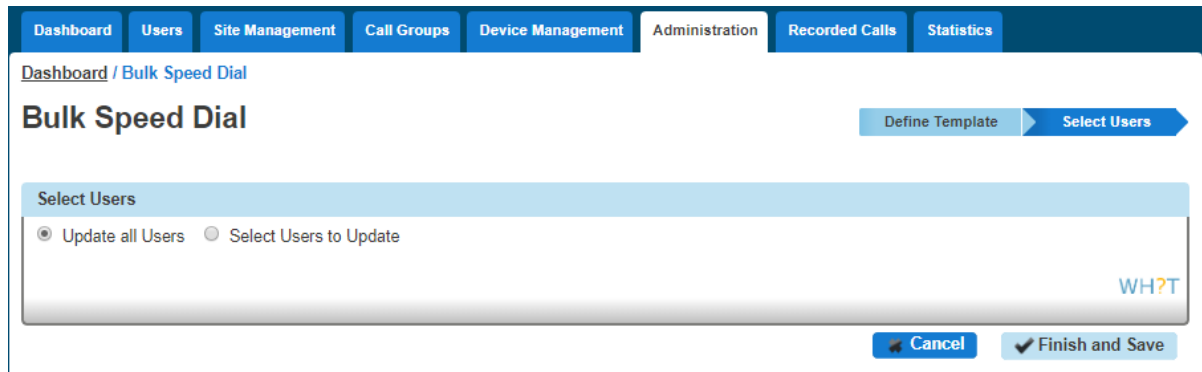 Dashboard Users Site Management Call Groups Device Management Administration Recorded Calls Statistics
Dashboard / Bulk Speed Dial
Bulk Speed Dial
Define Template Select Users
Select Users
Update all Users Select Users to Update
WH?T
Cancel Finish and Save